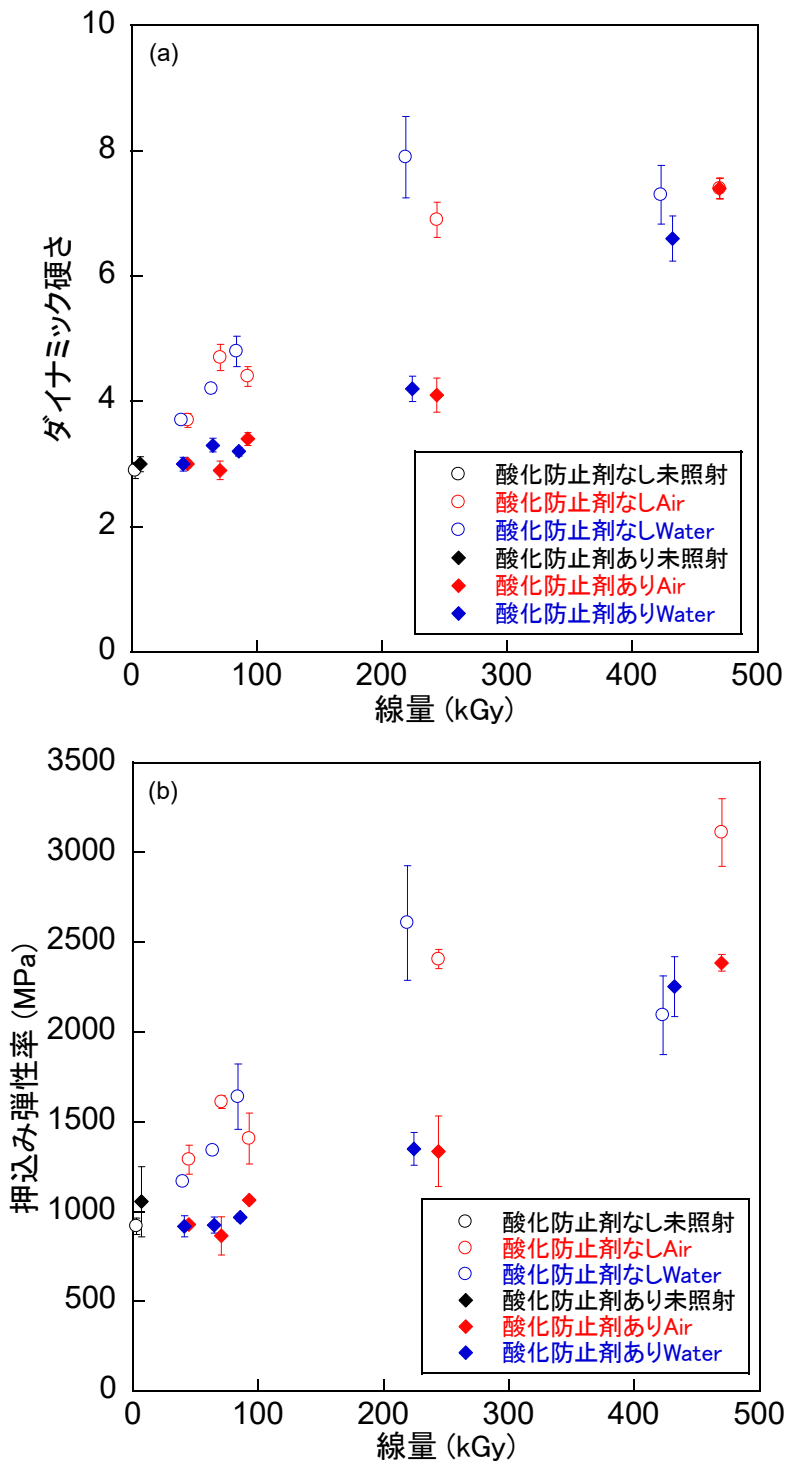 (a)
10
8
6
4
2
0
ダイナミック硬さ
酸化防止剤なし未照射
酸化防止剤なしAir
酸化防止剤なしWater
酸化防止剤あり未照射
酸化防止剤ありAir
酸化防止剤ありWater
0 100 200 300 400 500
線量 (kGy)
(b)
3500
3000
2500
2000
1500
1000
500
0
押込み弾性率 (MPa)
酸化防止剤なし未照射
酸化防止剤なしAir
酸化防止剤なしWater
酸化防止剤あり未照射
酸化防止剤ありAir
酸化防止剤ありWater
0 100 200 300 400 500
線量 (kGy)